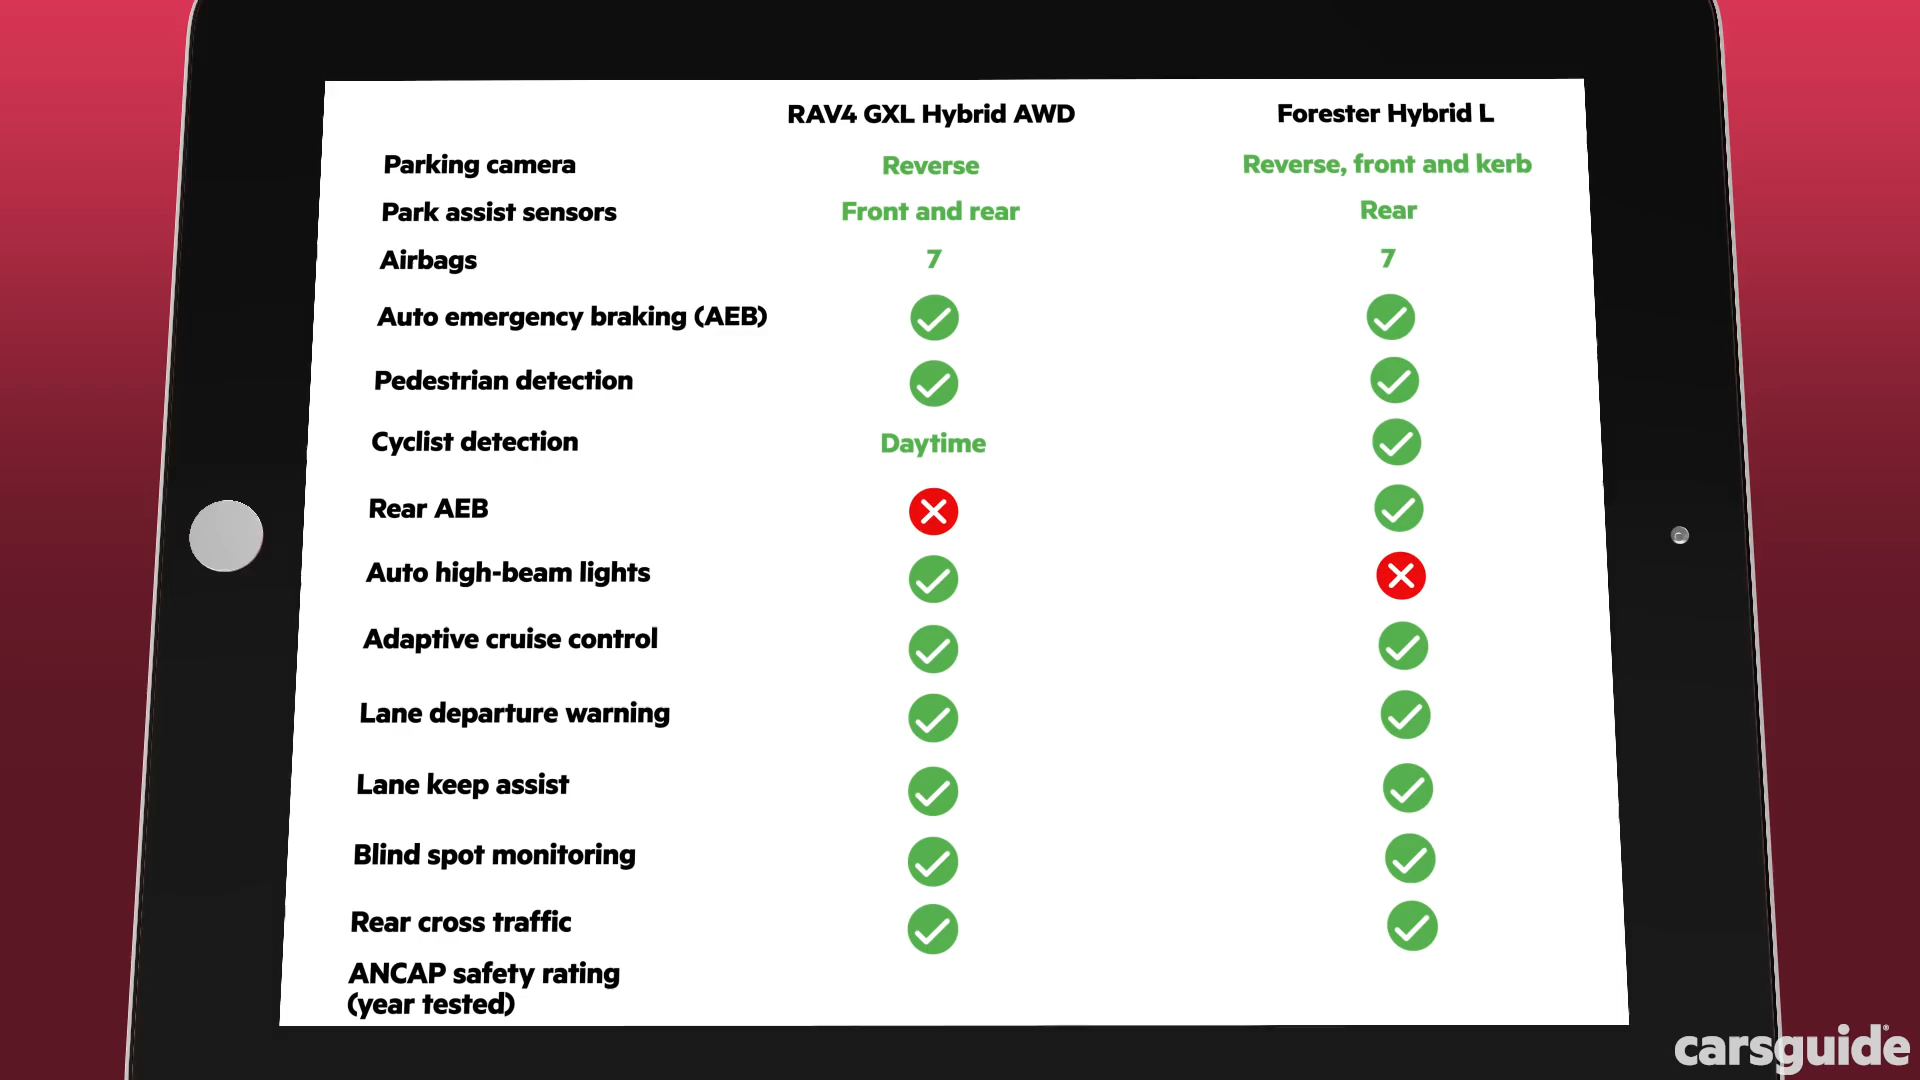 RAV4 GXL Hybrid AWD Forester Hybrid L
Parking camera Reverse Reverse, front and kerb
Park assist sensors Front and rear Rear
Airbags 7 7
Auto emergency braking (AEB)
Pedestrian detection
Cyclist detection Daytime
Rear AEB
Auto high-beam lights
Adaptive cruise control
Lane departure warning
Lane keep assist
Blind spot monitoring
Rear cross traffic
ANCAP safety rating
(year tested)
carsguide